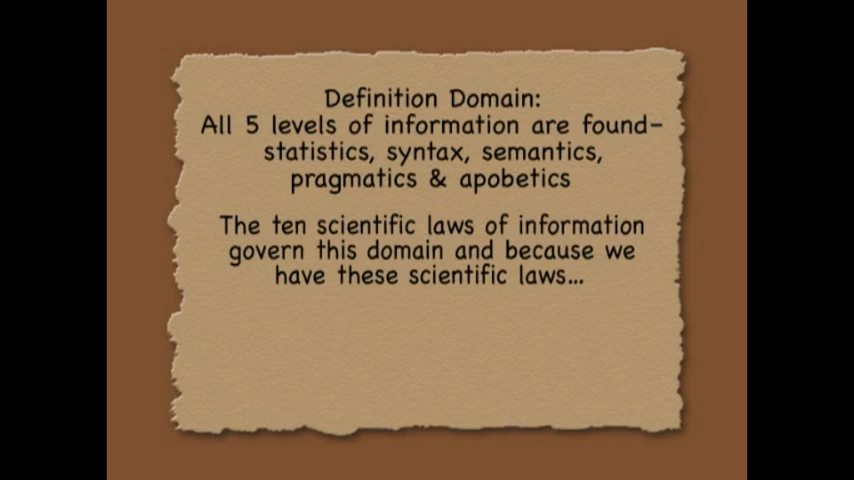 Definition Domain:
All 5 levels of information are found-
statistics, syntax, semantics,
pragmatics & apobetics
The ten scientific laws of information
govern this domain and because we
have these scientific laws...